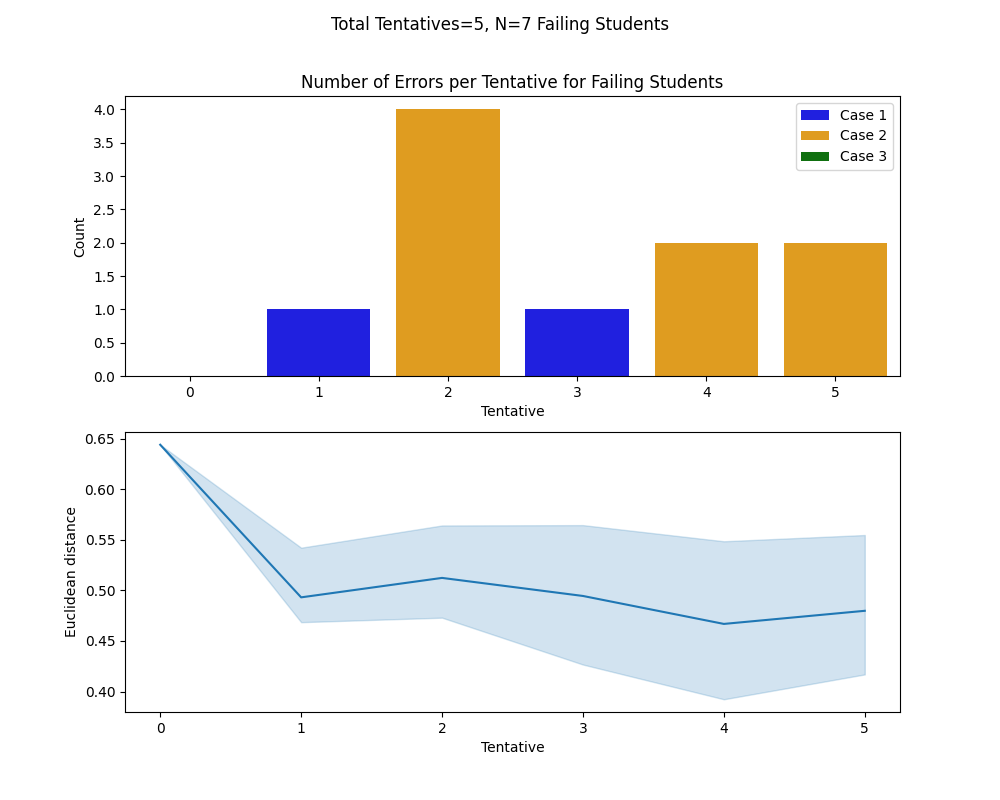 Total Tentatives=5, N=7 Failing Students
Number of Errors per Tentative for Failing Students
4.0
3.5
3.0
2.5
2.0
1.5
1.0
0.5
0.0
Count
Case 1
Case 2
Case 3
0 1 2 3 4 5
Tentative
0.65
0.60
0.55
0.50
0.45
0.40
Euclidean distance
0 1 2 3 4 5
Tentative